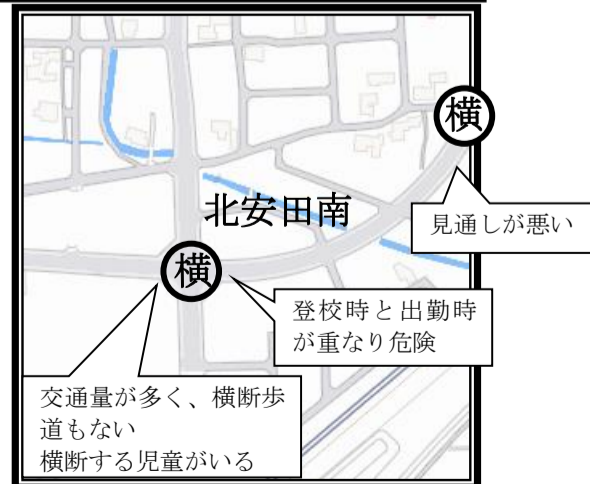 横
北安田南
見通しが悪い
横
登校時と出勤時
が重なり危険
交通量が多く、横断歩
道もない
横断する児童がいる